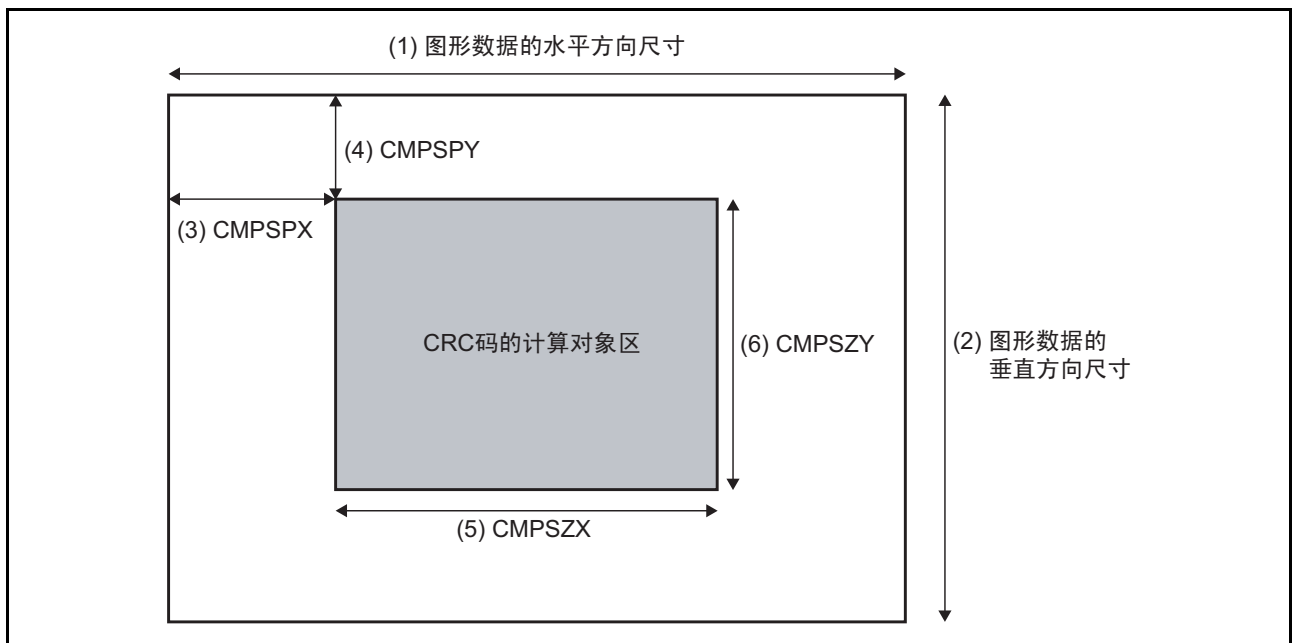 (1) 图形数据的水平方向尺寸
(4) CMPSPY
(3) CMPSPX
CRC码的计算对象区
(6) CMPSZY
(2) 图形数据的
垂直方向尺寸
(5) CMPSZX